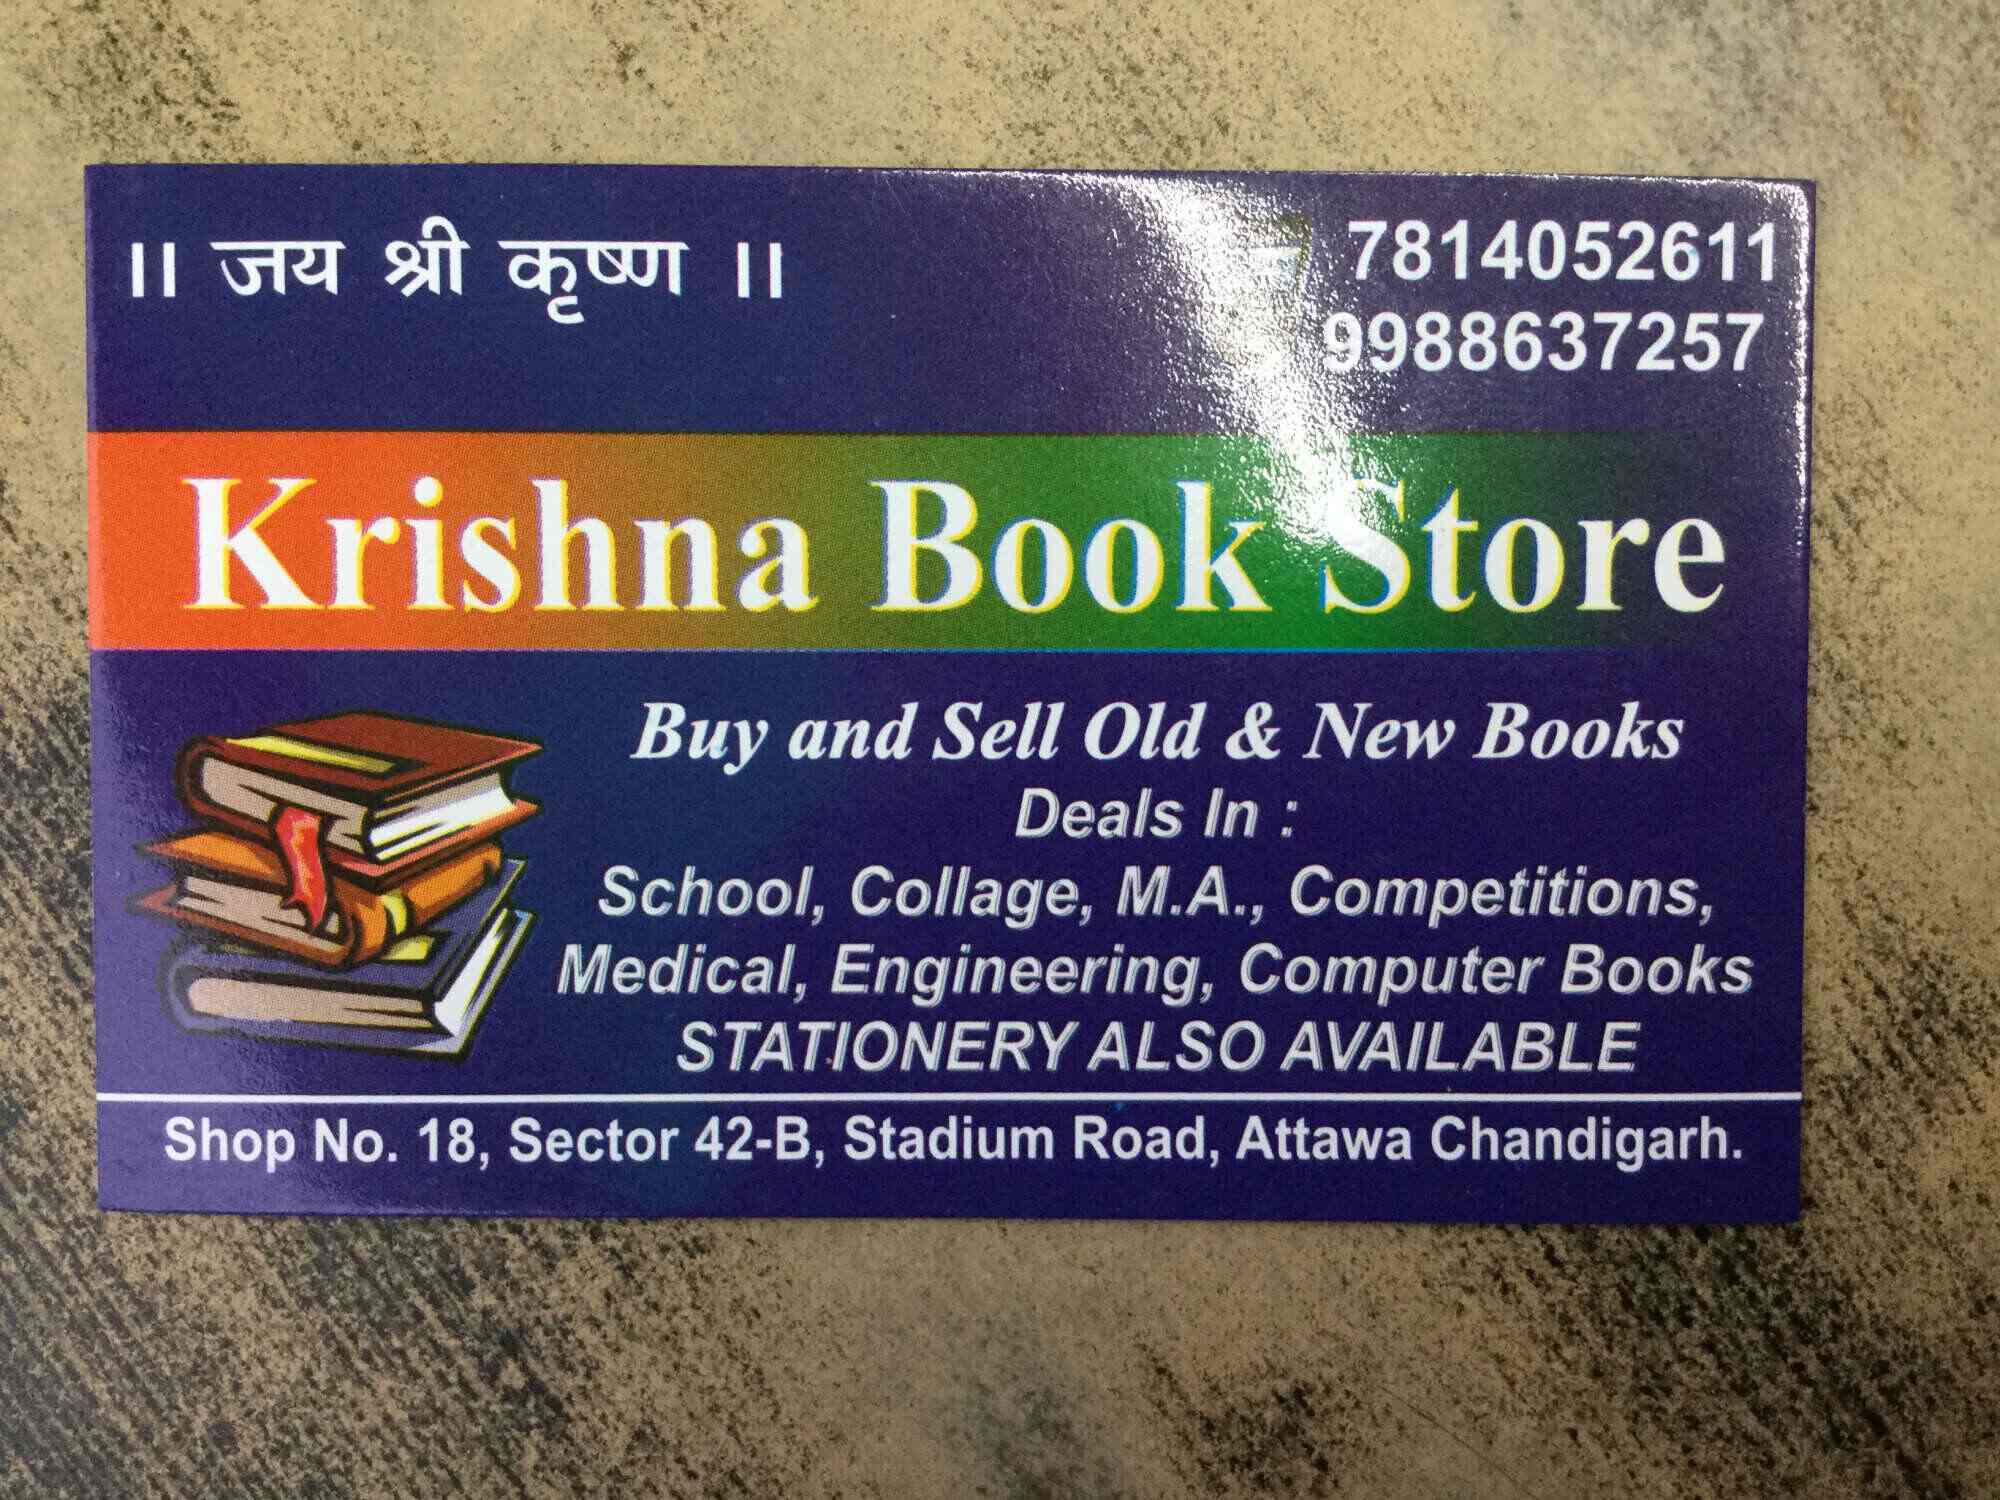 ।। जय श्री कृष्ण ।।
7814052611
9988637257
Krishna Book Store
Buy and Sell Old & New Books
Deals In :
School, Collage, M.A., Competitions,
Medical, Engineering, Computer Books
STATIONERY ALSO AVAILABLE
Shop No. 18, Sector 42-B, Stadium Road, Attawa Chandigarh.